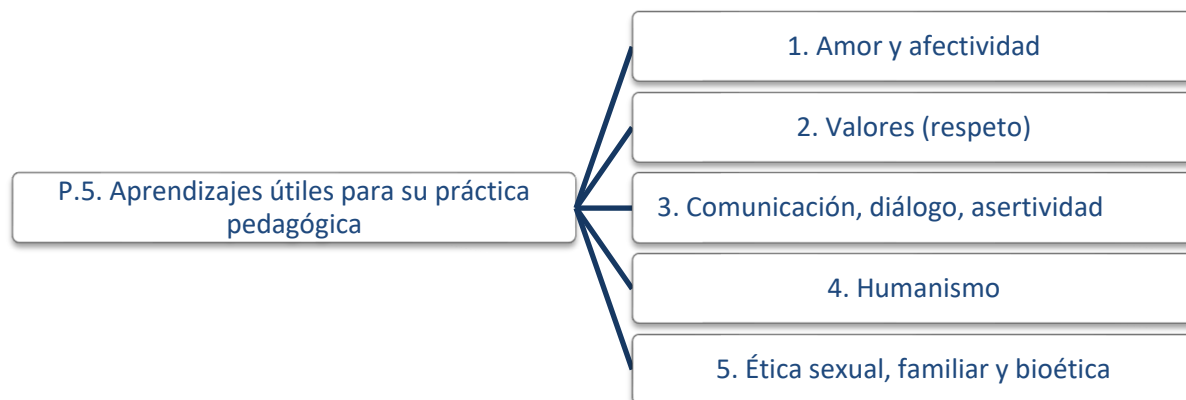 1. Amor y afectividad
2. Valores (respeto)
P.5. Aprendizajes útiles para su práctica
pedagógica
3. Comunicación, diálogo, asertividad
4. Humanismo
5. Ética sexual, familiar y bioética